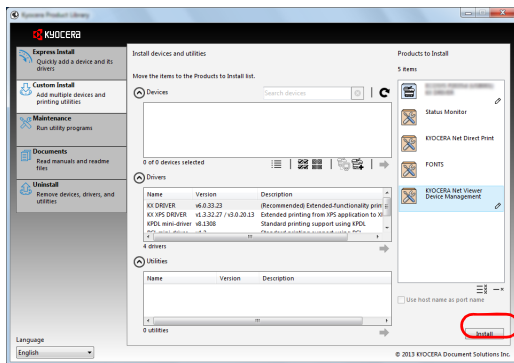 KYOCERA
Express Install
Quickly add a device and its
drivers
Custom Install
Add multiple devices and
printing utilities
Maintenance
Run utility programs
Documents
Read manuals and readme
files
Uninstall
Remove devices, drivers, and
utilities
Language
English
Install devices and utilities
Move the items to the Products to Install list.
Devices
Search devices
0 of 0 devices selected
Drivers
Name Version Description
KX DRIVER v6.0.33.23 (Recommended) Extended-functionality prin
KX XPS DRIVER v1.3.32.27 / v3.0.20.13 Extended printing from XPS application to XI
KPDL mini-driver v8.1308 Standard printing support using KPDL
4 drivers
Utilities
Name Version Description
0 utilities
Products to Install
5 items
Status Monitor
KYOCERA Net Direct Print
FONTS
KYOCERA Net Viewer
Device Management
Use host name as port name
Install
© 2013 KYOCERA Document Solutions Inc.